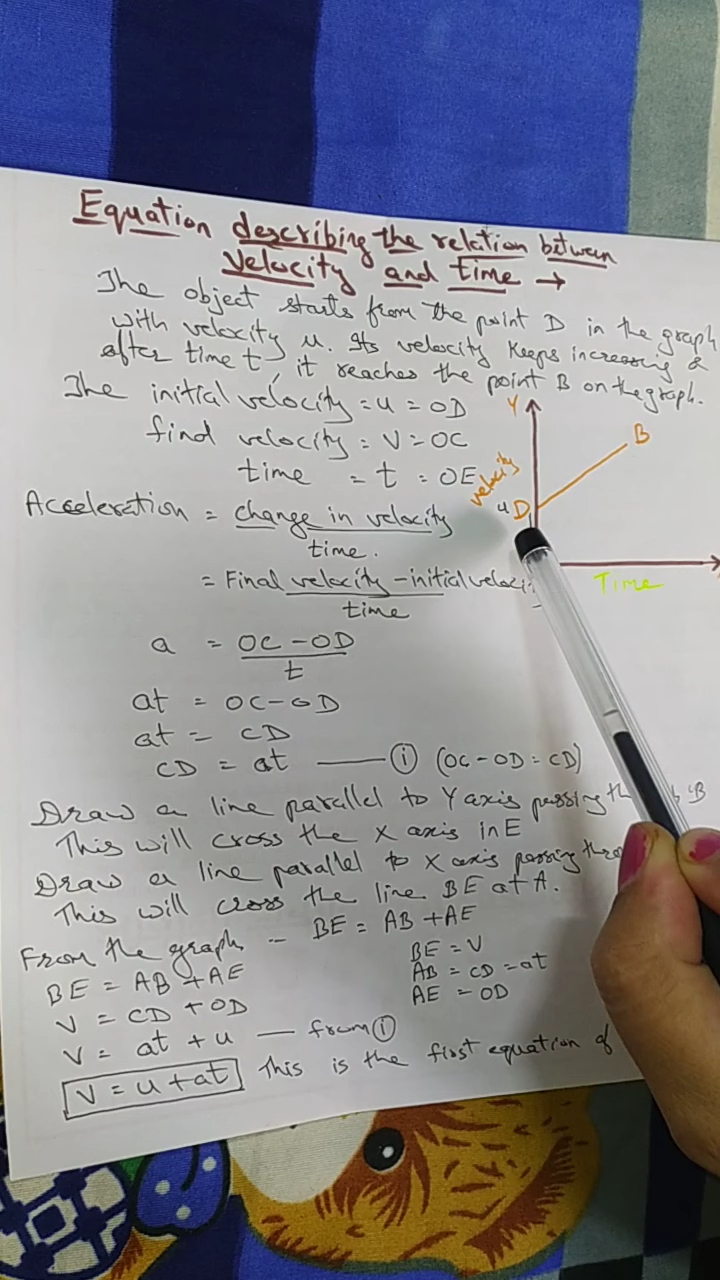 Equation describing the relation between
velocity and time →
The object starts from the point D in the graph
with velocity u. Its velocity keeps increasing &
after time t, it reaches the point B on the graph.
The initial velocity = u = OD
find velocity = V = OC
time = t = OE
Acceleration = change in velocity
time.
= Final velocity - initial
time
a = OC - OD
t
at = OC - OD
at = CD
CD = at —— (i) (OC - OD = CD)
Draw a line parallel to Y axis passing B
This will cross the X axis in E
Draw a line parallel to X axis passing
This will cross the line BE at A.
From the graph - BE = AB + AE
BE = AB + AE
V = CD + OD
V = at + u — from (i)
V = u + at This is the first equation of
BE = V
AB = CD = at
AE = OD
Y
B
velocity
u D
Time